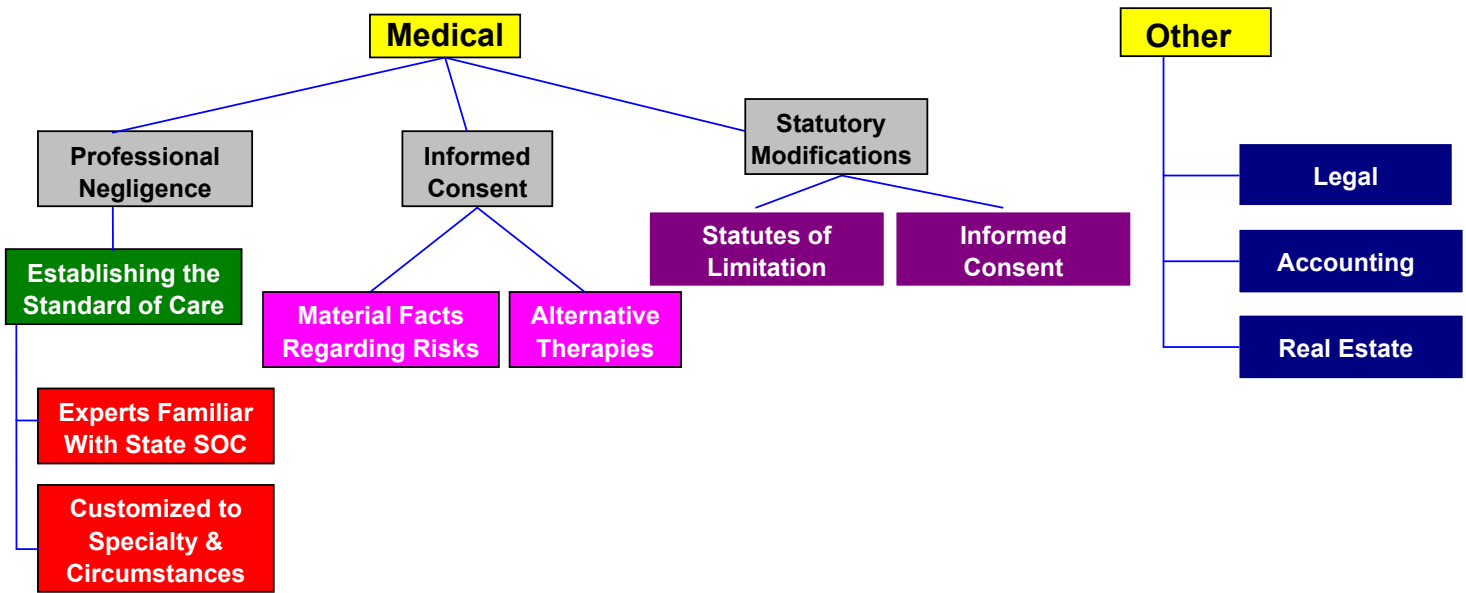 Medical
Other
Professional
Negligence
Informed
Consent
Statutory
Modifications
Legal
Accounting
Real Estate
Establishing the
Standard of Care
Material Facts
Regarding Risks
Alternative
Therapies
Statutes of
Limitation
Informed
Consent
Experts Familiar
With State SOC
Customized to
Specialty &
Circumstances